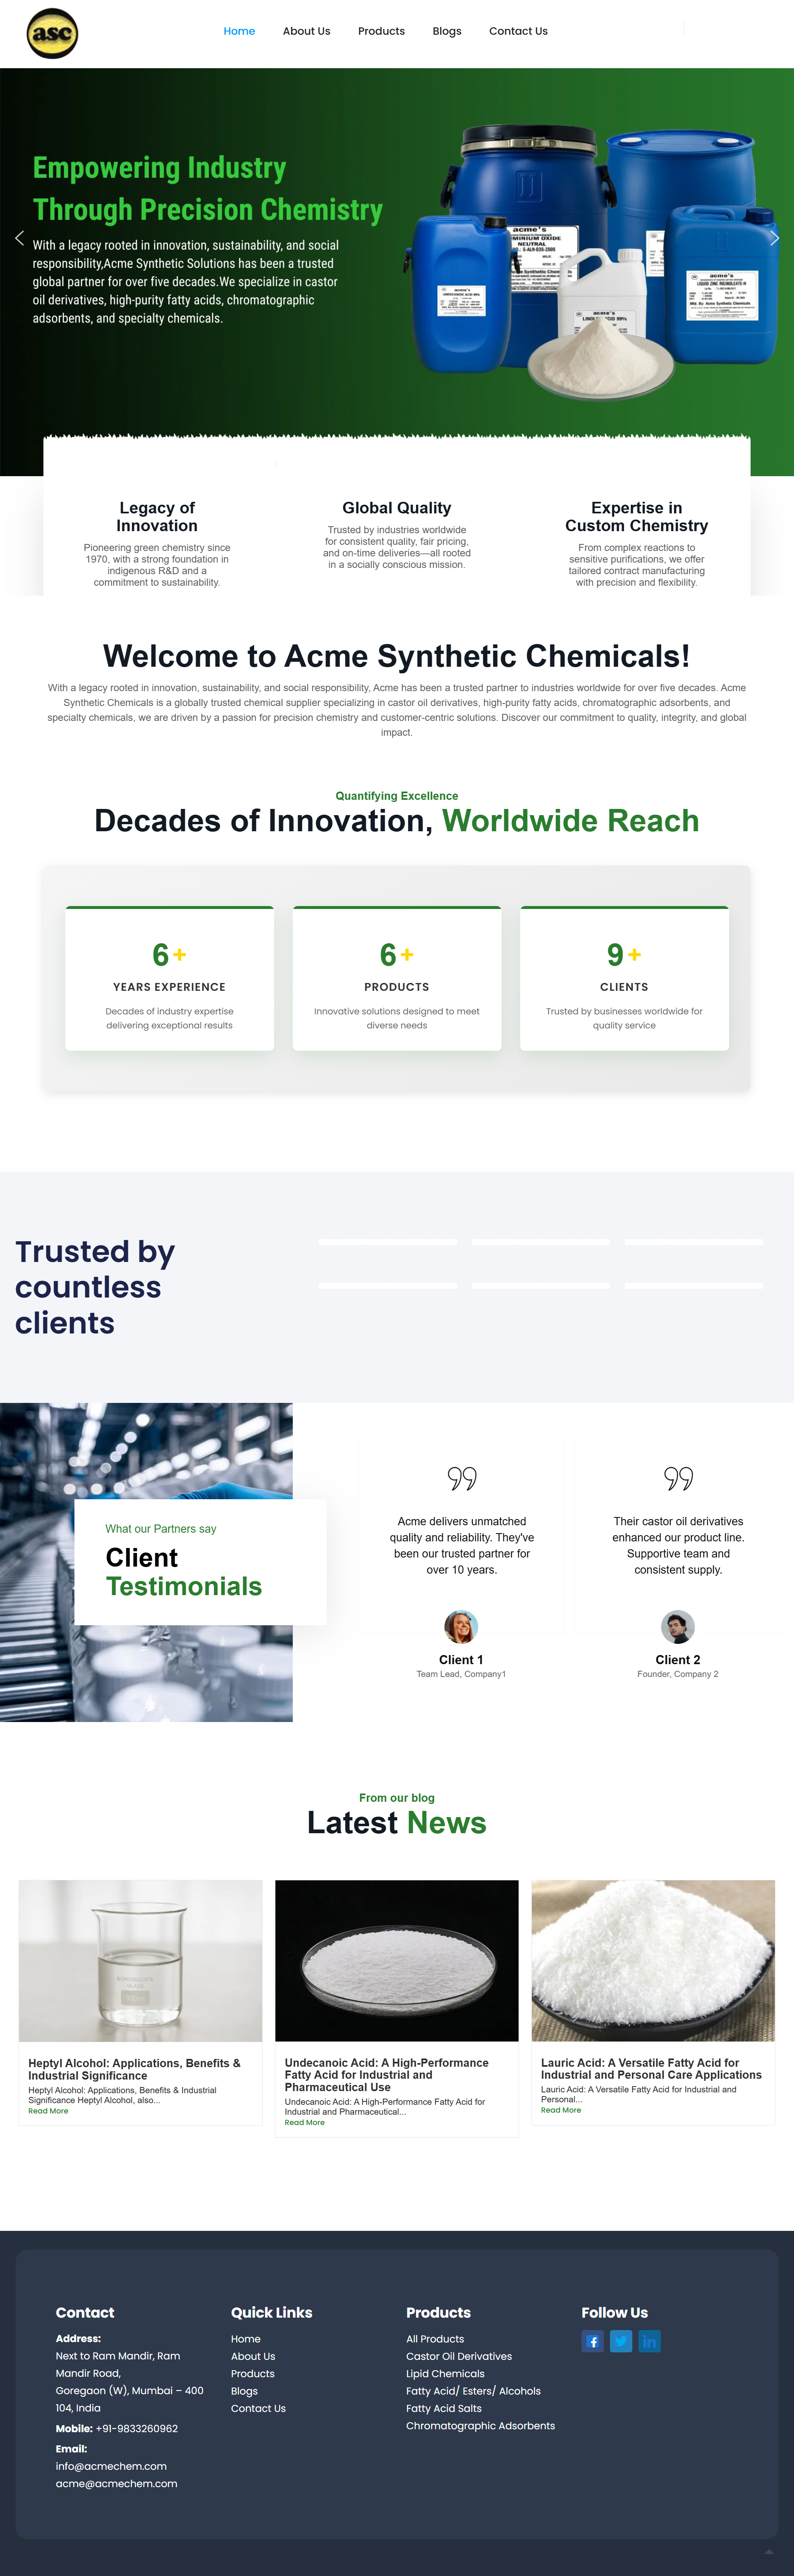 asc
Home
About Us
Products
Blogs
Contact Us
Empowering Industry
Through Precision Chemistry
With a legacy rooted in innovation, sustainability, and social
responsibility,Acme Synthetic Solutions has been a trusted
global partner for over five decades.We specialize in castor
oil derivatives, high-purity fatty acids, chromatographic
adsorbents, and specialty chemicals.
acme's
MINIUM OXIDE
NEUTRAL
acme's
LIQUID ZINC RICINOLEATE-H
acme's
Legacy of
Innovation
Pioneering green chemistry since
1970, with a strong foundation in
indigenous R&D and a
commitment to sustainability.
Global Quality
Trusted by industries worldwide
for consistent quality, fair pricing,
and on-time deliveries—all rooted
in a socially conscious mission.
Expertise in
Custom Chemistry
From complex reactions to
sensitive purifications, we offer
tailored contract manufacturing
with precision and flexibility.
Welcome to Acme Synthetic Chemicals!
With a legacy rooted in innovation, sustainability, and social responsibility, Acme has been a trusted partner to industries worldwide for over five decades. Acme
Synthetic Chemicals is a globally trusted chemical supplier specializing in castor oil derivatives, high-purity fatty acids, chromatographic adsorbents, and
specialty chemicals, we are driven by a passion for precision chemistry and customer-centric solutions. Discover our commitment to quality, integrity, and global
impact.
Quantifying Excellence
Decades of Innovation, Worldwide Reach
6+
YEARS EXPERIENCE
Decades of industry expertise
delivering exceptional results
6+
PRODUCTS
Innovative solutions designed to meet
diverse needs
9+
CLIENTS
Trusted by businesses worldwide for
quality service
Trusted by
countless
clients
What our Partners say
Client
Testimonials
Acme delivers unmatched
quality and reliability. They've
been our trusted partner for
over 10 years.
Client 1
Team Lead, Company1
Their castor oil derivatives
enhanced our product line.
Supportive team and
consistent supply.
Client 2
Founder, Company 2
From our blog
Latest News
Heptyl Alcohol: Applications, Benefits &
Industrial Significance
Heptyl Alcohol: Applications, Benefits & Industrial
Significance Heptyl Alcohol, also...
Read More
Undecanoic Acid: A High-Performance
Fatty Acid for Industrial and
Pharmaceutical Use
Undecanoic Acid: A High-Performance Fatty Acid for
Industrial and Pharmaceutical...
Read More
Lauric Acid: A Versatile Fatty Acid for
Industrial and Personal Care Applications
Lauric Acid: A Versatile Fatty Acid for Industrial and
Personal...
Read More
Contact
Address:
Next to Ram Mandir, Ram
Mandir Road,
Goregaon (W), Mumbai – 400
104, India
Mobile: +91-9833260962
Email:
info@acmechem.com
acme@acmechem.com
Quick Links
Home
About Us
Products
Blogs
Contact Us
Products
All Products
Castor Oil Derivatives
Lipid Chemicals
Fatty Acid/ Esters/ Alcohols
Fatty Acid Salts
Chromatographic Adsorbents
Follow Us